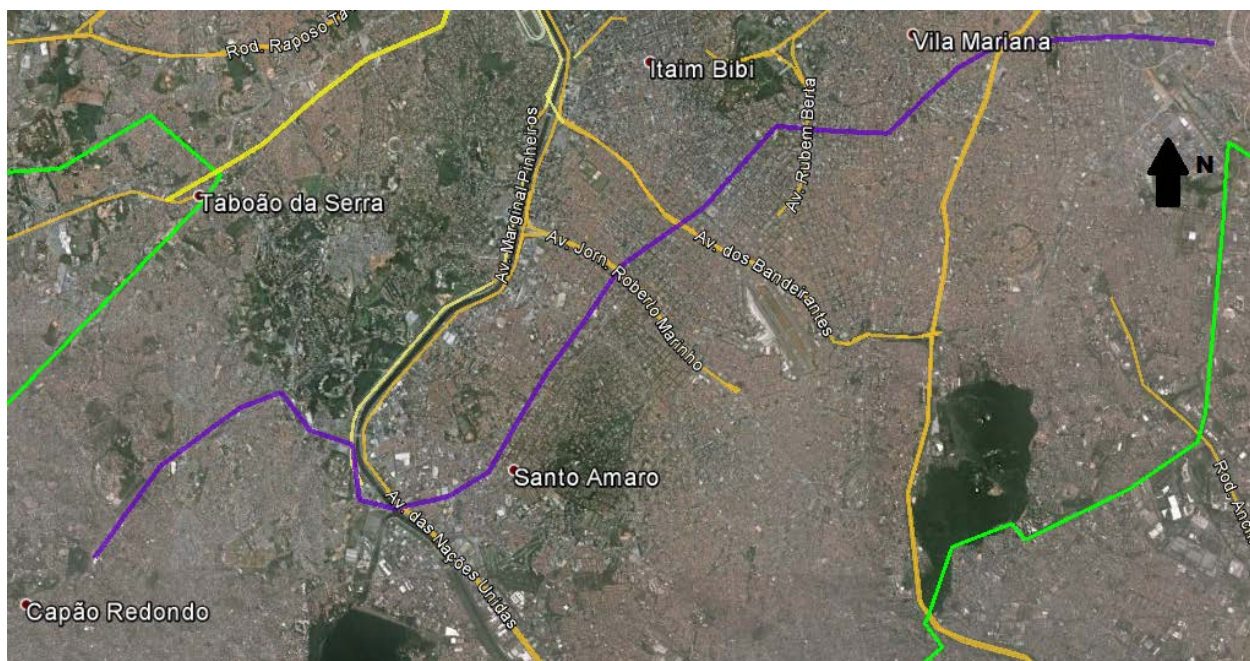 Rod. Raposo Ta
Vila Mariana
Itaim Bibi
Av. Rubem Berta
Av. Marginal Pinheiros
N
Taboão da Serra
Av. Jorn. Roberto Marinho
Av. dos Bandeirantes
Santo Amaro
Av. das Nações Unidas
Rod. Anchi
Capão Redondo